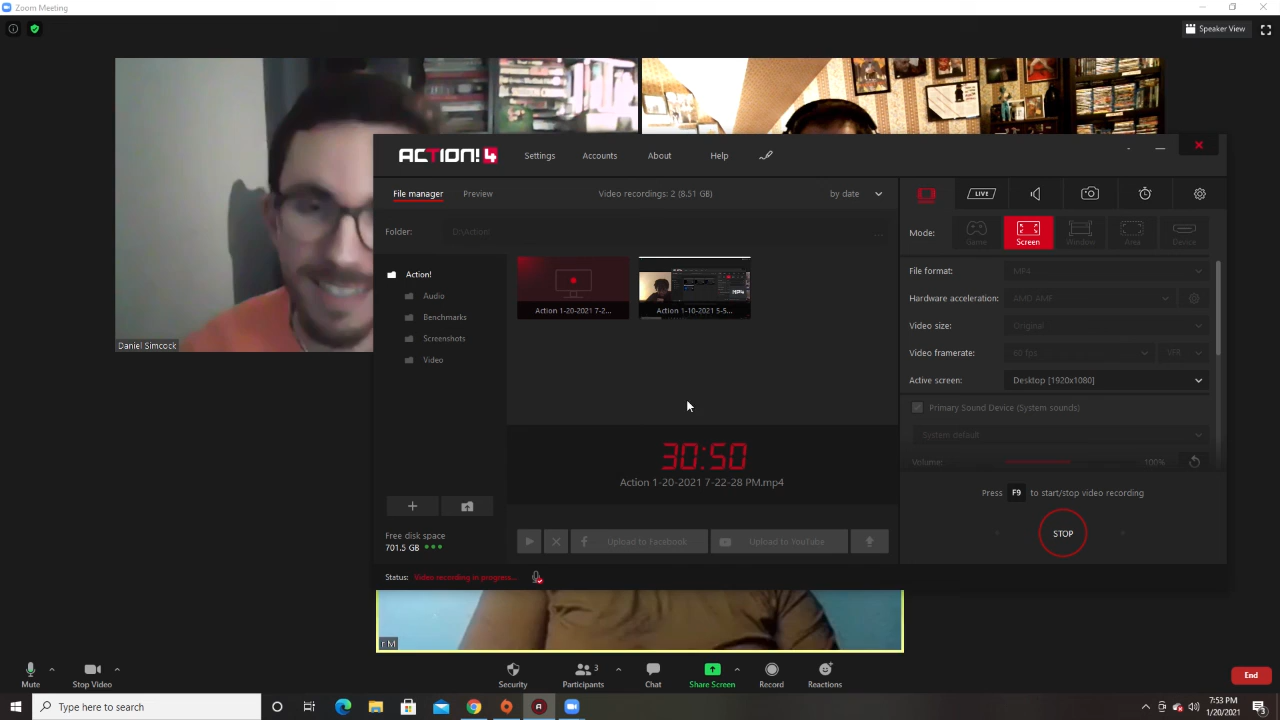 Zoom Meeting
Speaker View
Daniel Simcock
ACTION! 4
Settings
Accounts
About
Help
File manager
Preview
Video recordings: 2 (8.51 GB)
by date
LIVE
Folder:
D:\Action\
...
Mode:
Game
Screen
Window
Area
Device
Action!
Audio
Benchmarks
Screenshots
Video
Action 1-20-2021 7-2...
MP4
Action 1-10-2021 5-5...
File format:
MP4
Hardware acceleration:
AMD AMF
Video size:
Original
Video framerate:
60 fps
VFR
Active screen:
Desktop [1920x1080]
Primary Sound Device (System sounds)
System default
Volume:
100%
30:50
Action 1-20-2021 7-22-28 PM.mp4
Press F9 to start/stop video recording
STOP
Free disk space
701.5 GB
Upload to Facebook
Upload to YouTube
Status: Video recording in progress...
r M
Mute
Stop Video
Security
Participants
3
Chat
Share Screen
Record
Reactions
End
Type here to search
7:53 PM
1/20/2021
3